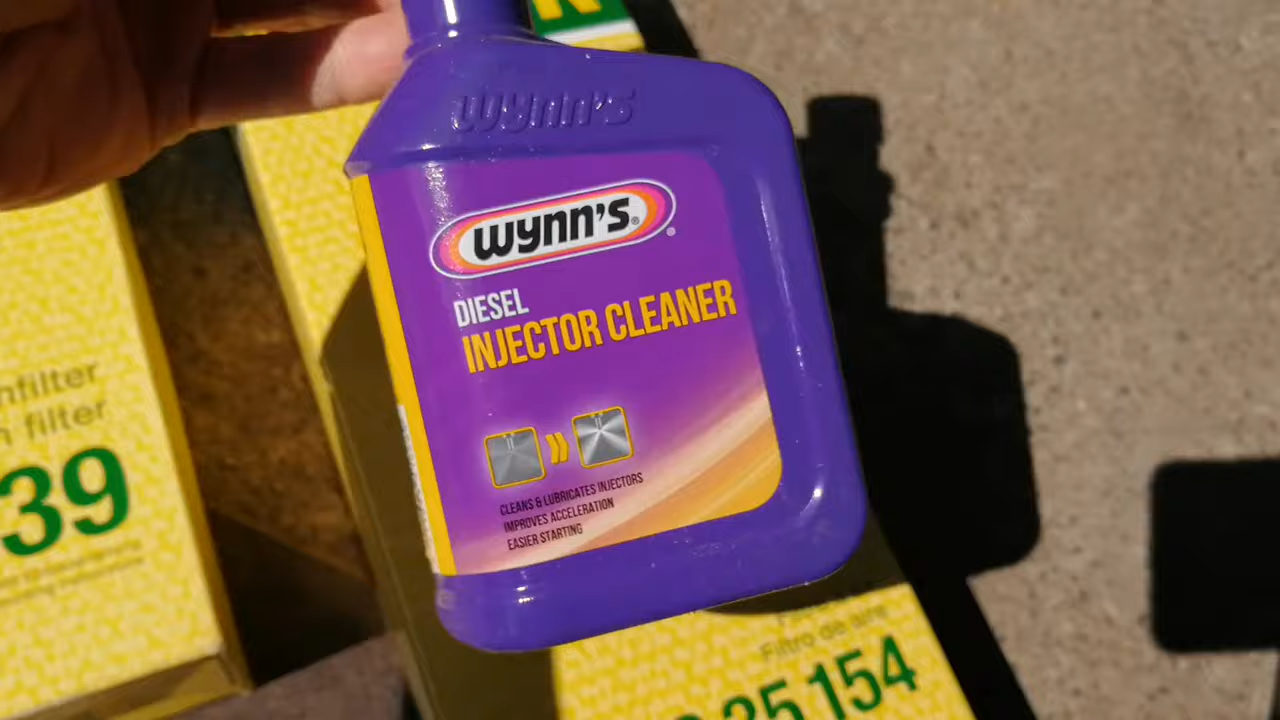 wynn's
wynn's
DIESEL
INJECTOR CLEANER
CLEANS & LUBRICATES INJECTORS
IMPROVES ACCELERATION
EASIER STARTING
filter
39
Filtro de aire
25 154